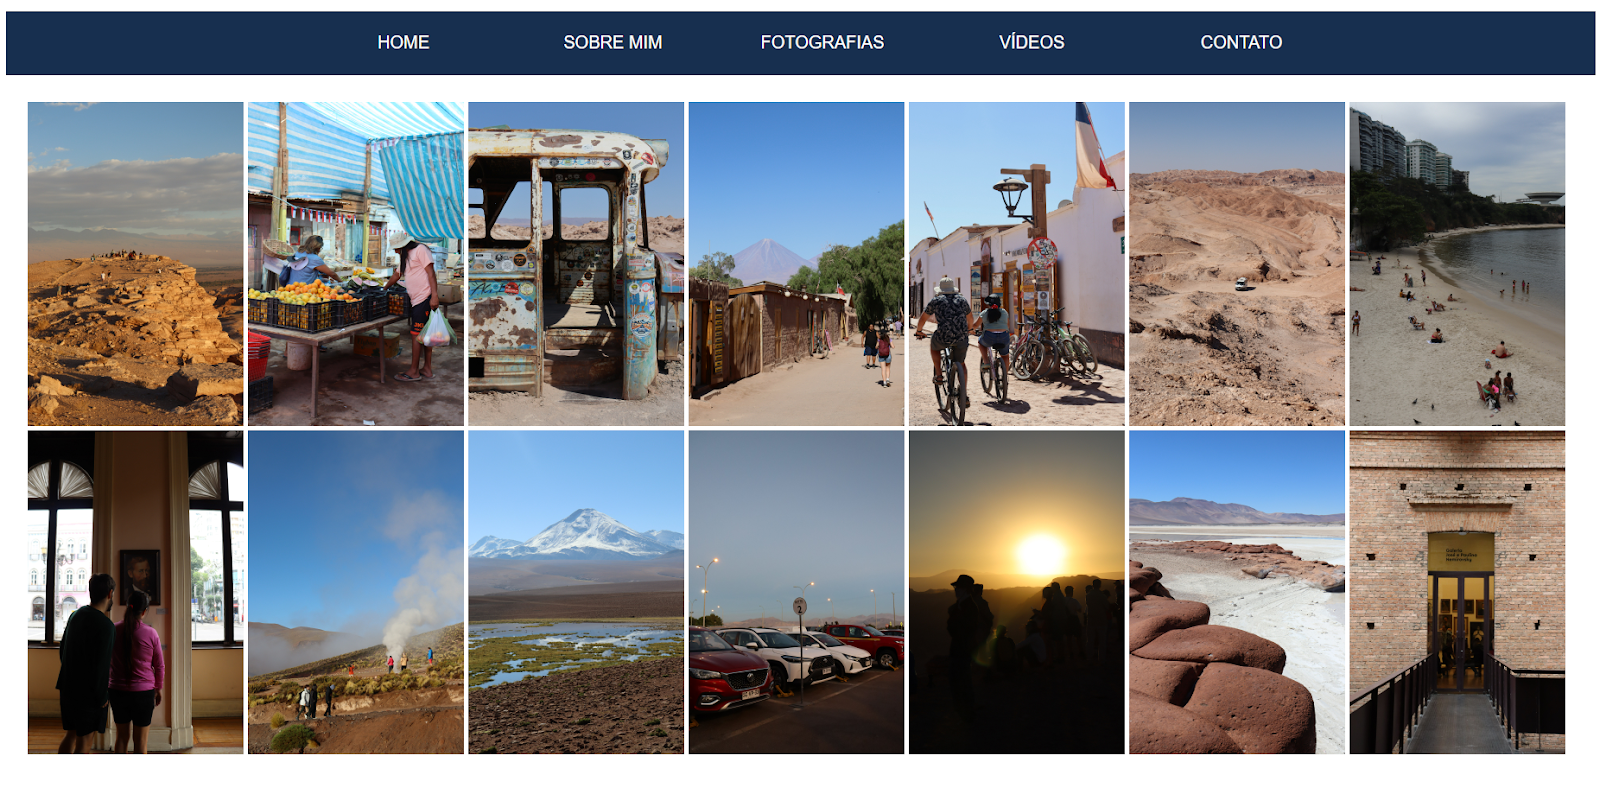 HOME
SOBRE MIM
FOTOGRAFIAS
VÍDEOS
CONTATO